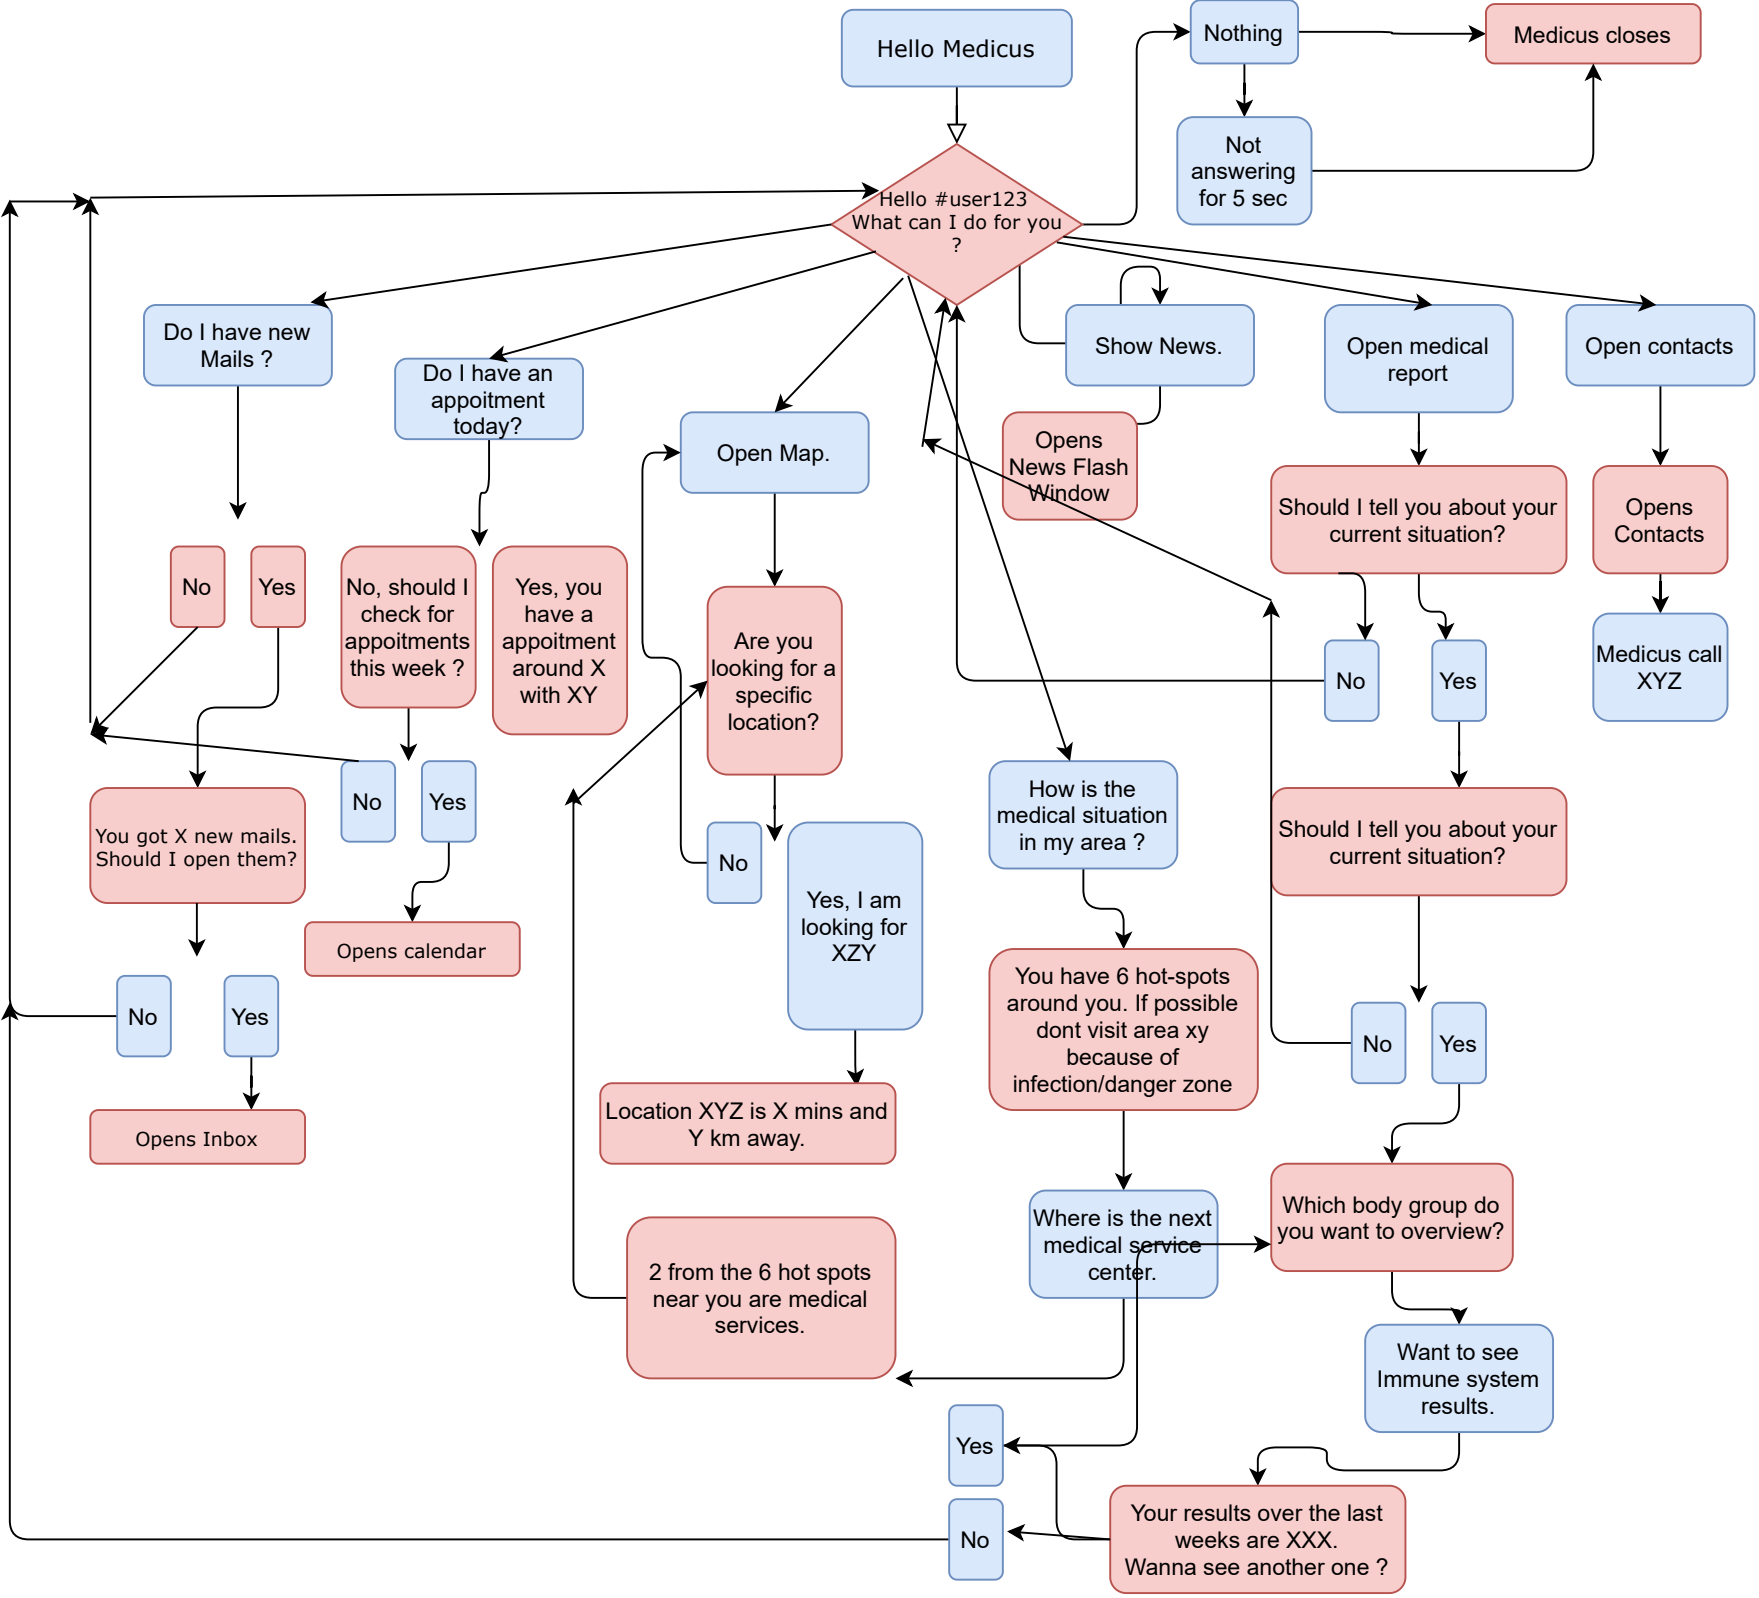 Hello Medicus
Nothing
Medicus closes
Not
answering
for 5 sec
Hello #user123
What can I do for you
?
Do I have new
Mails ?
Do I have an
appoitment
today?
Open Map.
Show News.
Open medical
report
Open contacts
Opens
News Flash
Window
Should I tell you about your
current situation?
Opens
Contacts
No
Yes
No, should I
check for
appoitments
this week ?
Yes, you
have a
appoitment
around X
with XY
Are you
looking for a
specific
location?
No
Yes
Medicus call
XYZ
You got X new mails.
Should I open them?
No
Yes
No
Yes, I am
looking for
XZY
How is the
medical situation
in my area ?
Should I tell you about your
current situation?
Opens calendar
No
Yes
You have 6 hot-spots
around you. If possible
dont visit area xy
because of
infection/danger zone
No
Yes
Opens Inbox
Location XYZ is X mins and
Y km away.
Where is the next
medical service
center.
Which body group do
you want to overview?
2 from the 6 hot spots
near you are medical
services.
Want to see
Immune system
results.
Yes
No
Your results over the last
weeks are XXX.
Wanna see another one ?